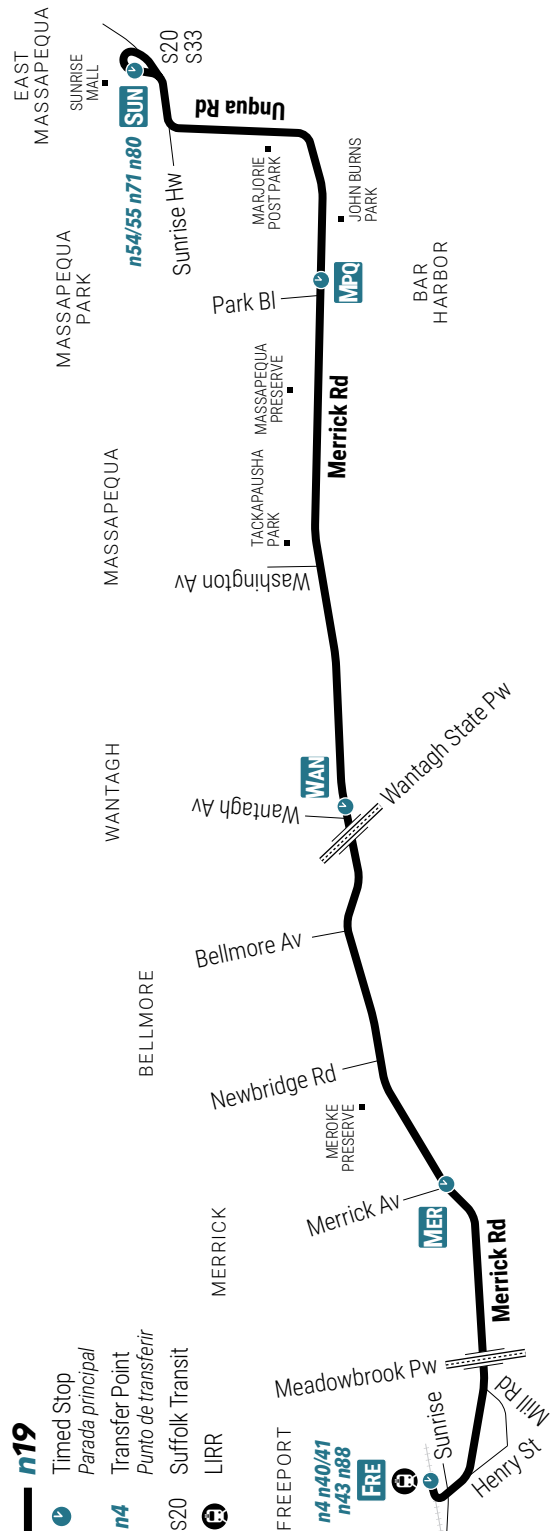 n19
Timed Stop
Parada principal
n4
Transfer Point
Punto de transferir
S20
Suffolk Transit
LIRR
FREEPORT
n4 n40/41
n43 n88
FRE
Sunrise
Henry St
Mill Rd
Meadowbrook Pw
Merrick Rd
MERRICK
MER
Merrick Av
MEROKE
PRESERVE
Newbridge Rd
BELLMORE
Bellmore Av
WANTAGH
Wantagh Av
WAN
Wantagh State Pw
MASSAPEQUA
Washington Av
TACKAPAUSHA
PARK
MASSAPEQUA
PRESERVE
Merrick Rd
MASSAPEQUA
PARK
Park Bl
MPQ
BAR
HARBOR
JOHN BURNS
PARK
MARJORIE
POST PARK
Unqua Rd
Sunrise Hw
n54/55 n71 n80
SUN
SUNRISE
MALL
EAST
MASSAPEQUA
S20
S33